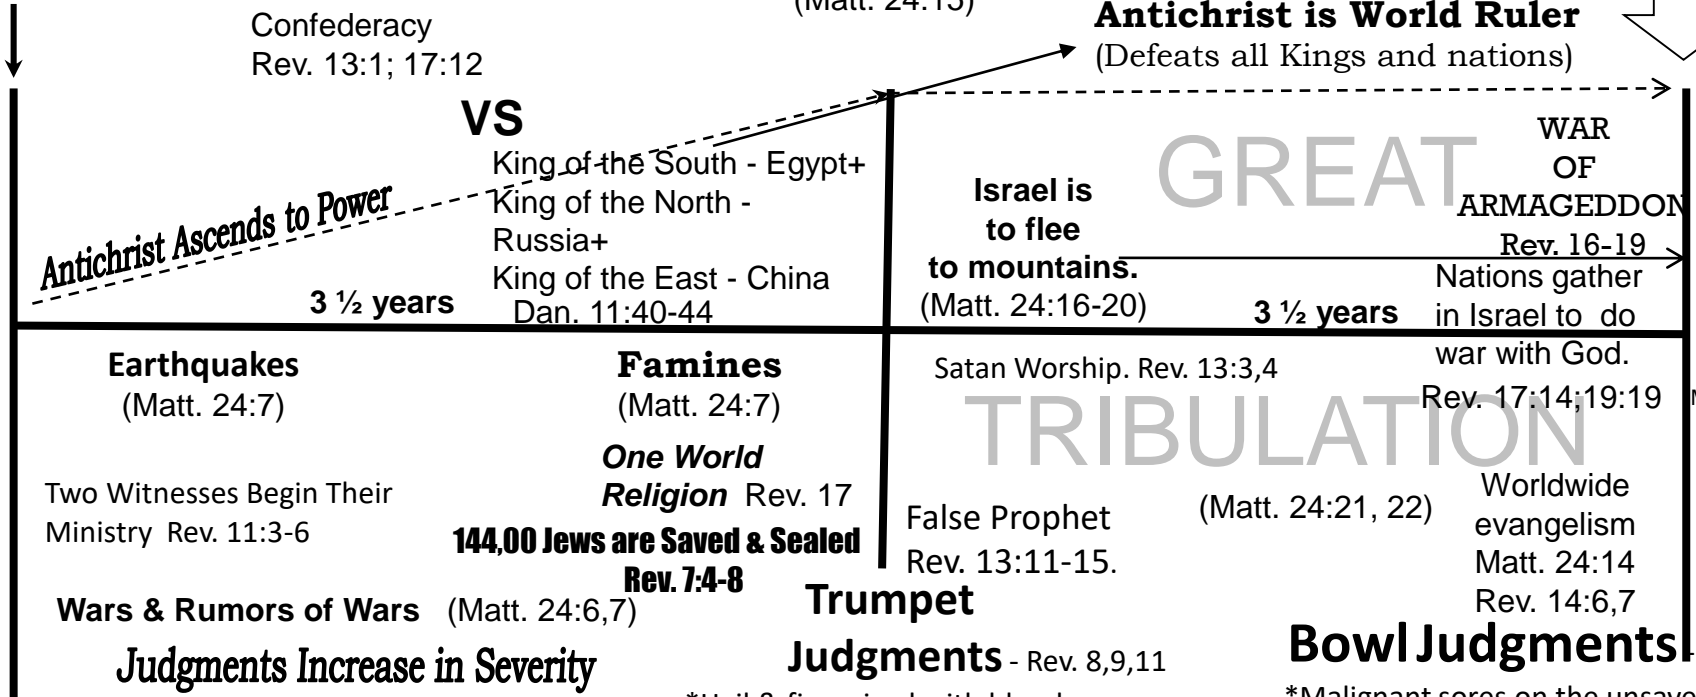 Confederacy
Rev. 13:1; 17:12
(Matt. 24:15)
Antichrist is World Ruler
(Defeats all Kings and nations)
VS
King of the South - Egypt+
King of the North -
Russia+
King of the East - China
Dan. 11:40-44
Antichrist Ascends to Power
3 ½ years
Israel is
to flee
to mountains.
(Matt. 24:16-20)
GREAT
3 ½ years
WAR
OF
ARMAGEDDON
Rev. 16-19
Nations gather
in Israel to do
war with God.
Rev. 17:14;19:19
Earthquakes
(Matt. 24:7)
Famines
(Matt. 24:7)
One World
Religion Rev. 17
Two Witnesses Begin Their
Ministry Rev. 11:3-6
144,00 Jews are Saved & Sealed
Rev. 7:4-8
Wars & Rumors of Wars (Matt. 24:6,7)
Judgments Increase in Severity
Satan Worship. Rev. 13:3,4
TRIBULATION
(Matt. 24:21, 22)
False Prophet
Rev. 13:11-15.
Worldwide
evangelism
Matt. 24:14
Rev. 14:6,7
Trumpet
Judgments - Rev. 8,9,11
Bowl Judgments
*Malignant sores on the